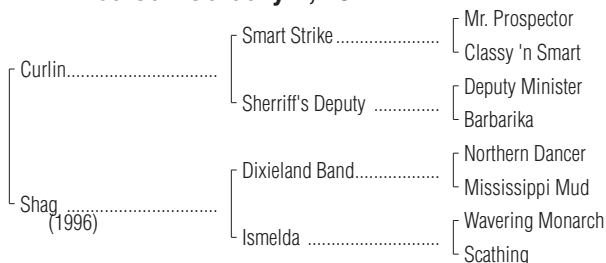 Smart Strike ..................
Mr. Prospector
Classy 'n Smart
Curlin..............................
Sherriff's Deputy ..............
Deputy Minister
Barbarika
Dixieland Band.................
Northern Dancer
Mississippi Mud
Shag ..............................
(1996)
Ismelda ..........................
Wavering Monarch
Scathing